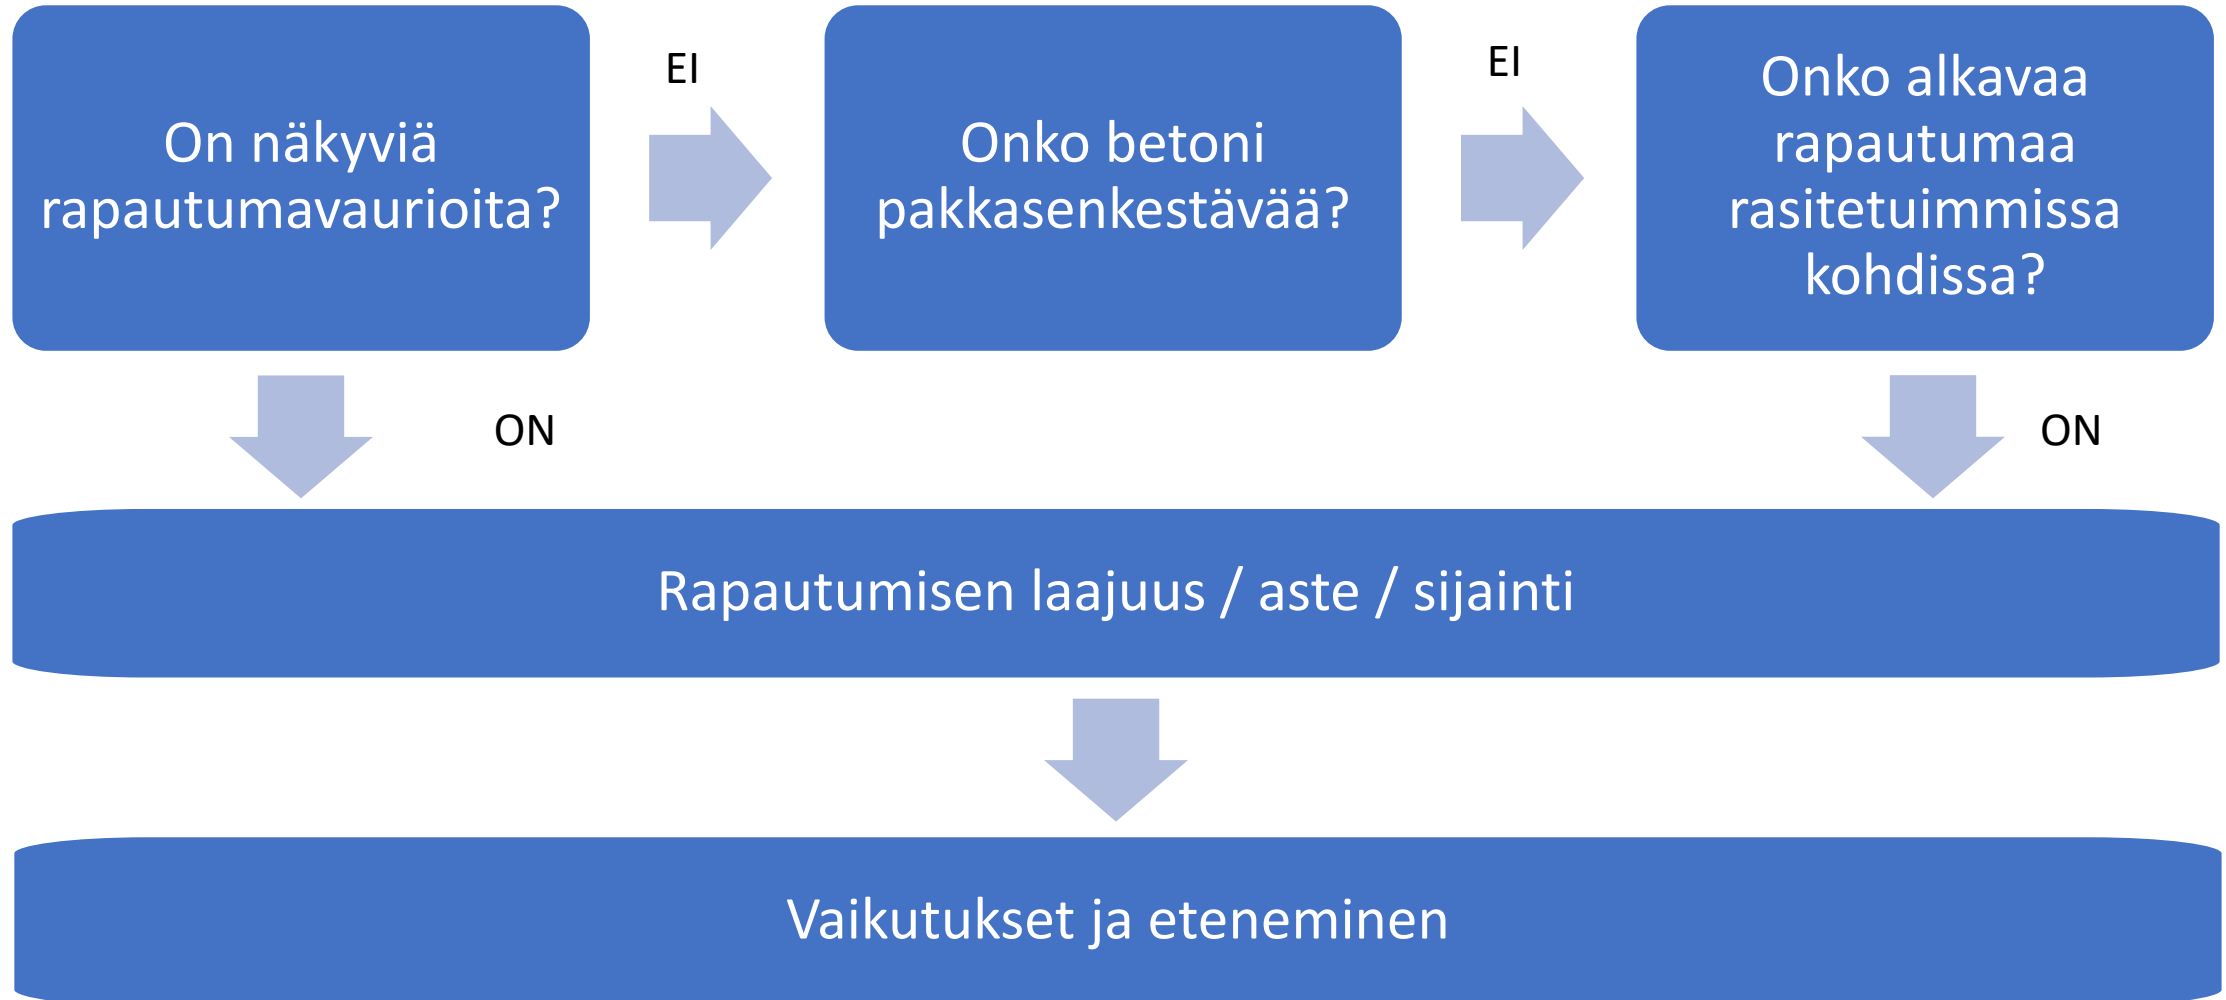 On näkyviä
rapautumavaurioita?
EI
Onko betoni
pakkasenkestävää?
EI
Onko alkavaa
rapautumaa
rasitetuimmissa
kohdissa?
ON
ON
Rapautumisen laajuus / aste / sijainti
Vaikutukset ja eteneminen